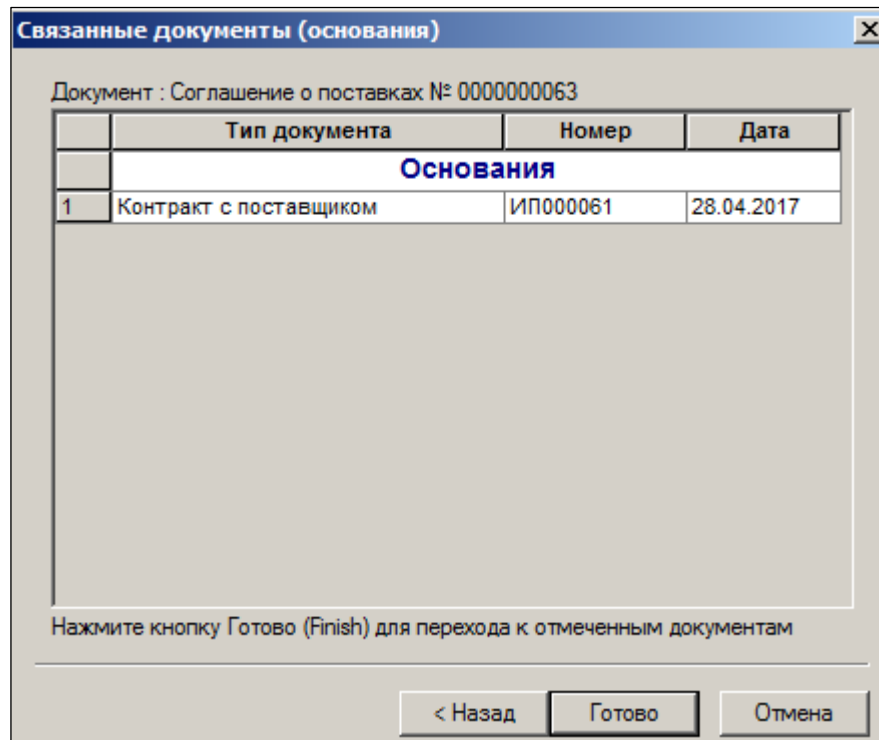 Связанные документы (основания)
Документ : Соглашение о поставках № 0000000063
Тип документа Номер Дата
Основания
1 Контракт с поставщиком ИП000061 28.04.2017
Нажмите кнопку Готово (Finish) для перехода к отмеченным документам
< Назад Готово Отмена